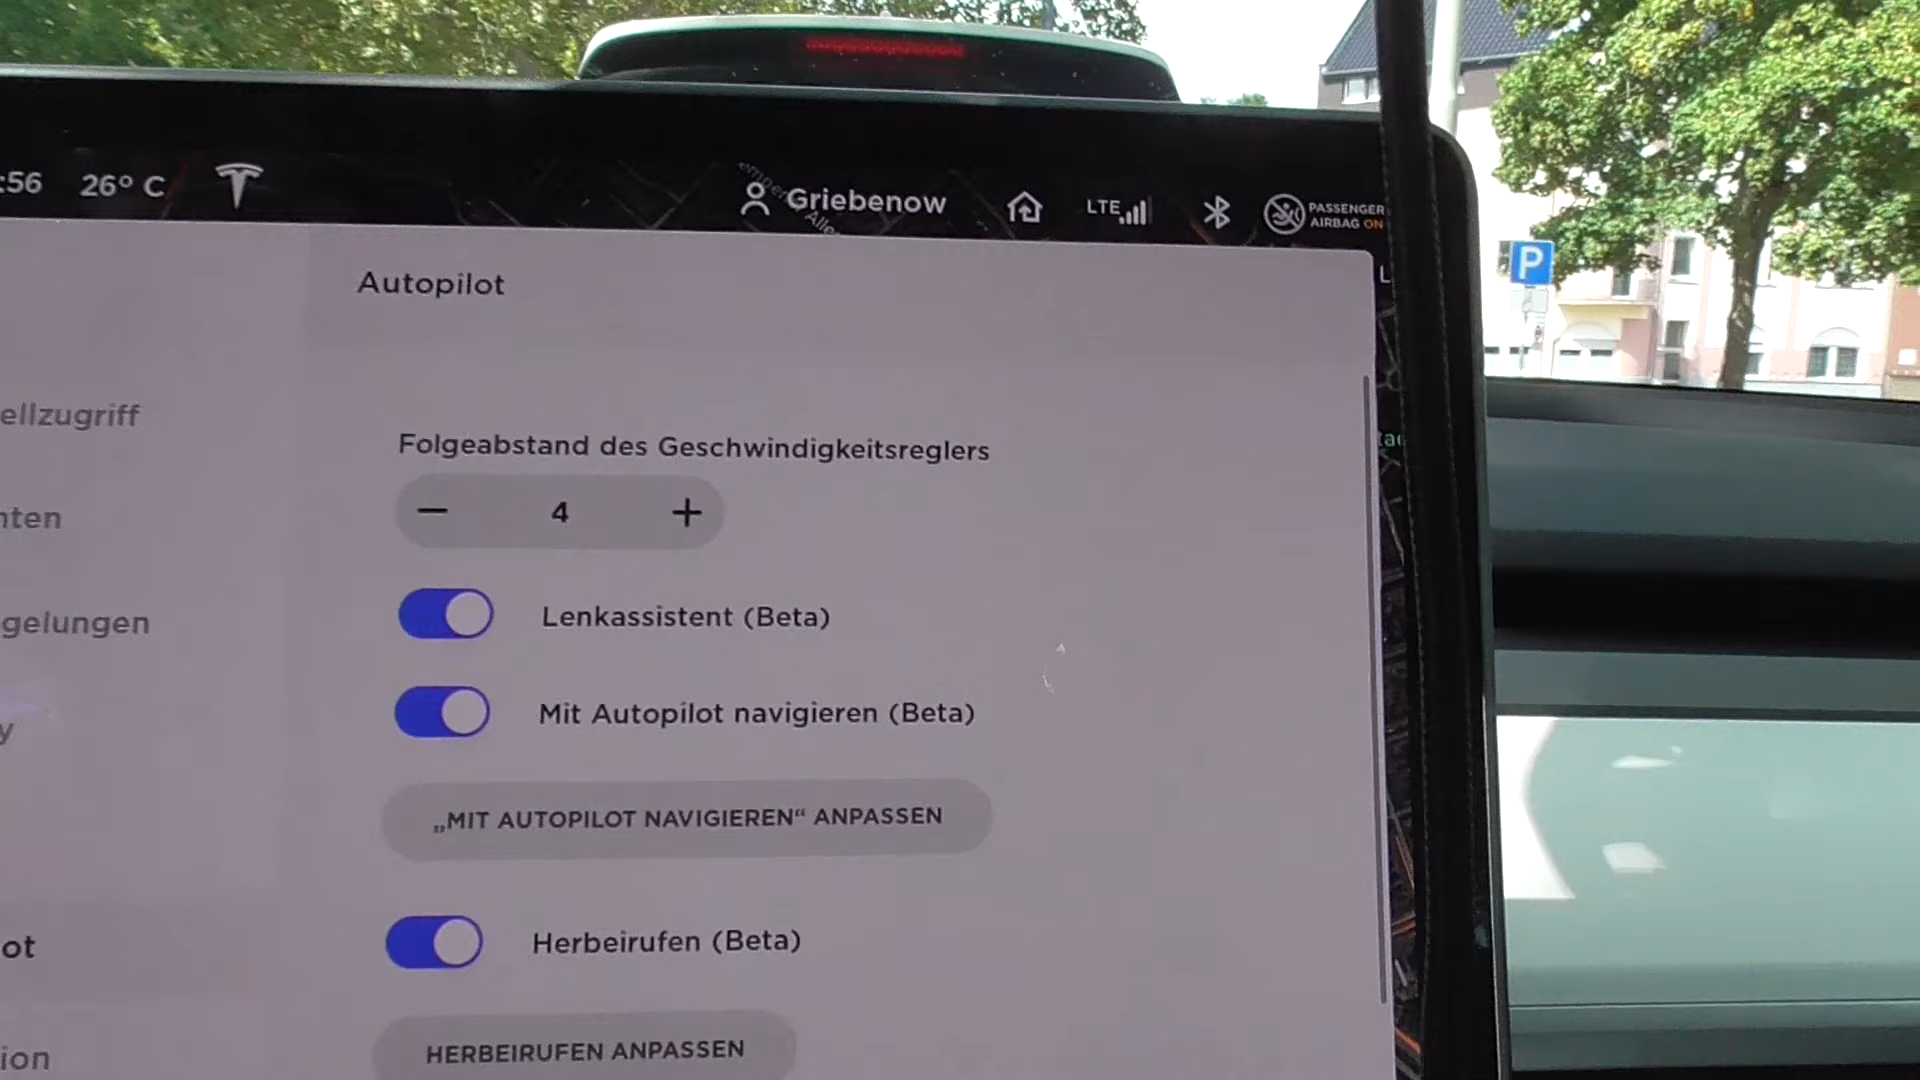 :56 26° C Griebenow LTE PASSENGER
AIRBAG ON
Autopilot
ellzugriff
Folgeabstand des Geschwindigkeitsreglers
– 4 +
nten
Lenkassistent (Beta)
gelungen
Mit Autopilot navigieren (Beta)
y
„MIT AUTOPILOT NAVIGIEREN“ ANPASSEN
ot
Herbeirufen (Beta)
ion
HERBEIRUFEN ANPASSEN
P